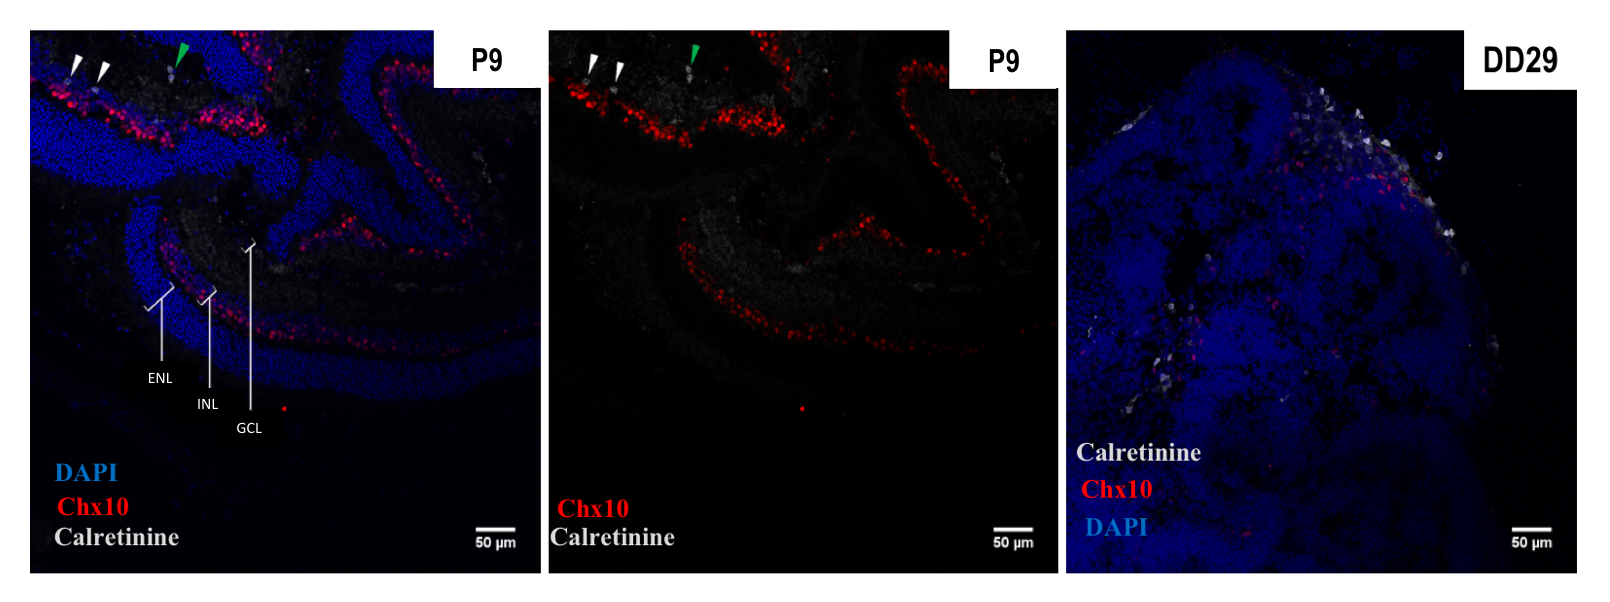 P9
ENL
INL
GCL
DAPI
Chx10
Calretinine
50 µm
P9
Chx10
Calretinine
50 µm
DD29
Calretinine
Chx10
DAPI
50 µm